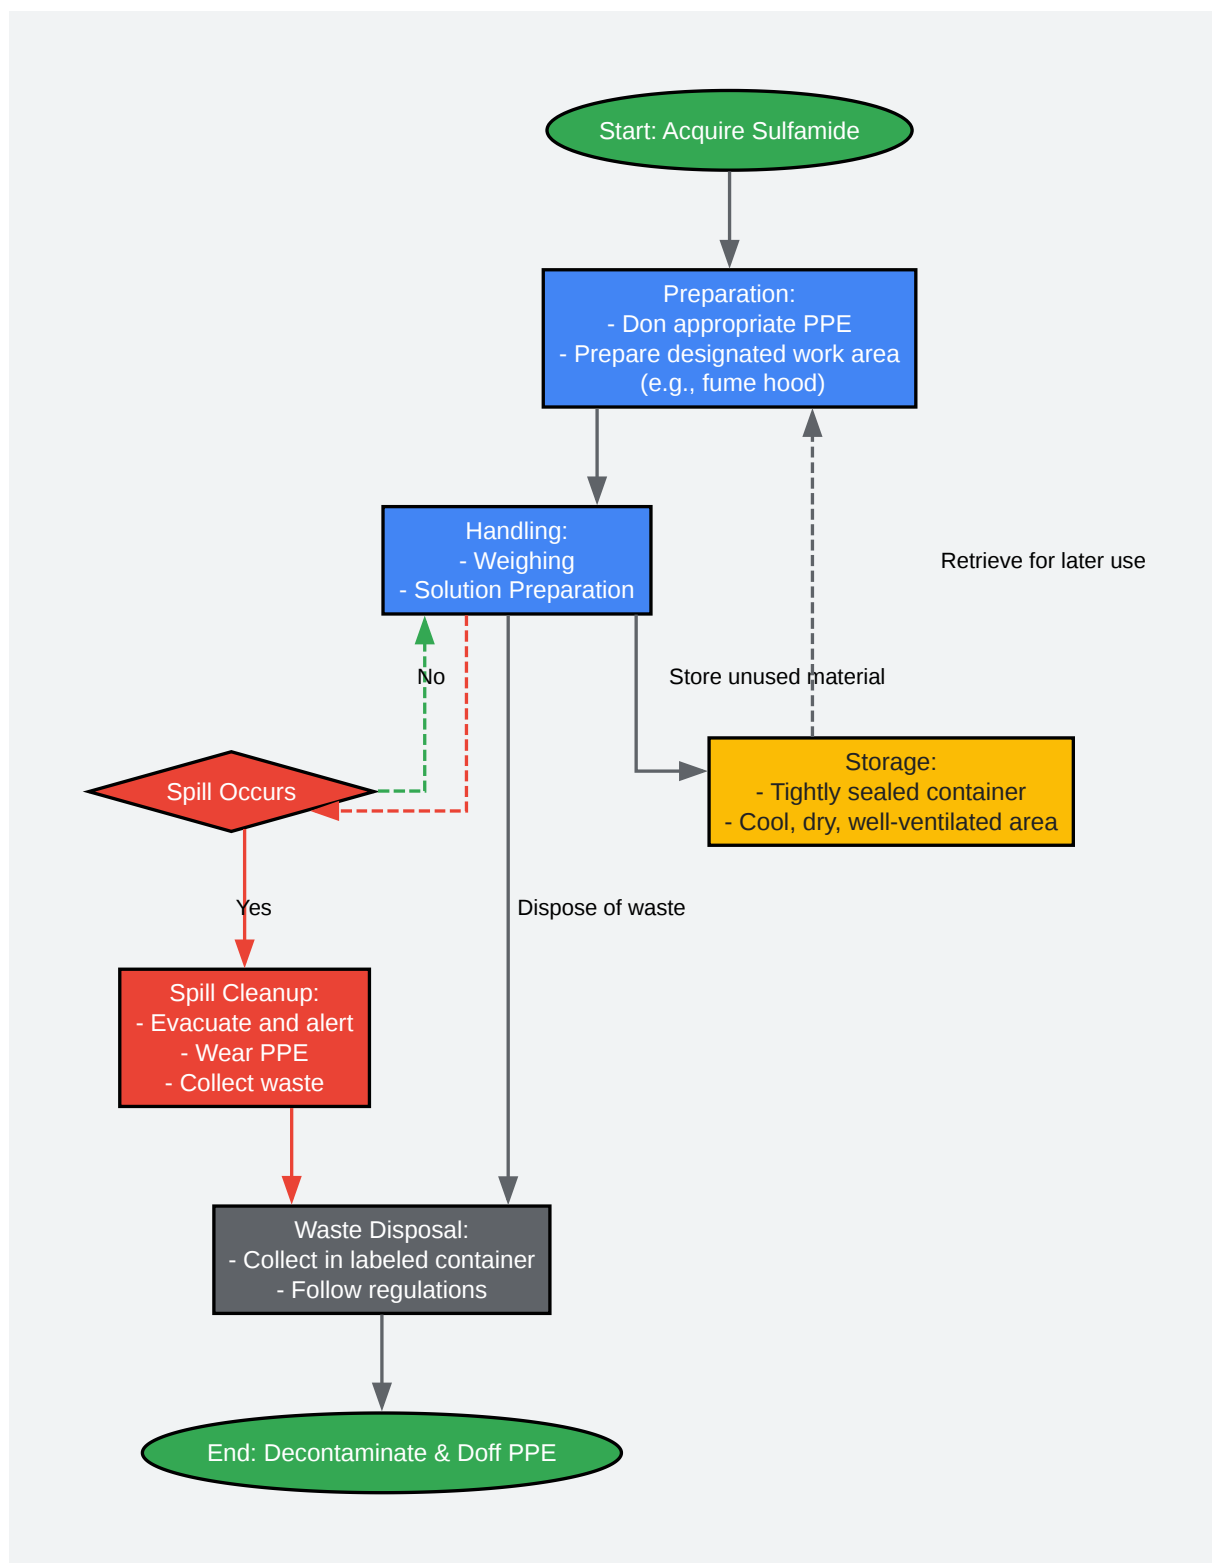 Start: Acquire Sulfamide
Preparation:
- Don appropriate PPE
- Prepare designated work area
(e.g., fume hood)
Handling:
- Weighing
- Solution Preparation
Retrieve for later use
No
Store unused material
Spill Occurs
Storage:
- Tightly sealed container
- Cool, dry, well-ventilated area
Yes
Dispose of waste
Spill Cleanup:
- Evacuate and alert
- Wear PPE
- Collect waste
Waste Disposal:
- Collect in labeled container
- Follow regulations
End: Decontaminate & Doff PPE